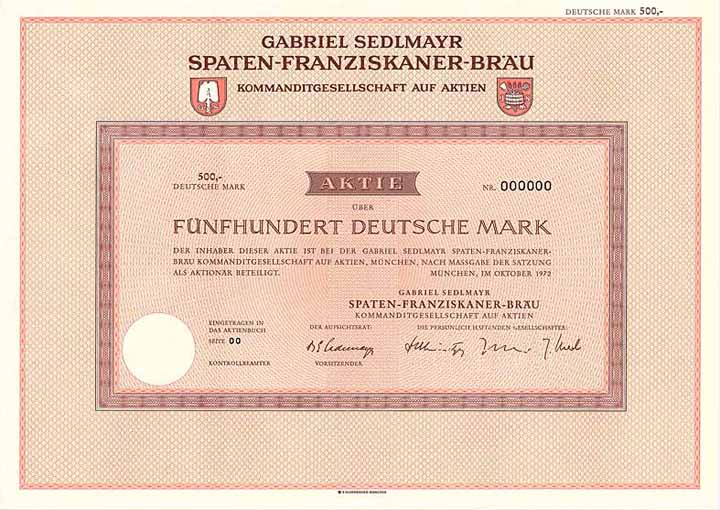 DEUTSCHE MARK 500,-
GABRIEL SEDLMAYR
SPATEN-FRANZISKANER-BRÄU
KOMMANDITGESELLSCHAFT AUF AKTIEN
500,-
DEUTSCHE MARK
AKTIE
NR. 000000
ÜBER
FÜNFHUNDERT DEUTSCHE MARK
DER INHABER DIESER AKTIE IST BEI DER GABRIEL SEDLMAYR SPATEN-FRANZISKANER-
BRÄU KOMMANDITGESELLSCHAFT AUF AKTIEN, MÜNCHEN, NACH MASSGABE DER SATZUNG
ALS AKTIONÄR BETEILIGT. MÜNCHEN, IM OKTOBER 1972
GABRIEL SEDLMAYR
SPATEN-FRANZISKANER-BRÄU
KOMMANDITGESELLSCHAFT AUF AKTIEN
EINGETRAGEN IN
DAS AKTIENBUCH
SEITE 00
KONTROLLBEAMTER
DER AUFSICHTSRAT:
VORSITZENDER
DIE PERSÖNLICH HAFTENDEN GESELLSCHAFTER: